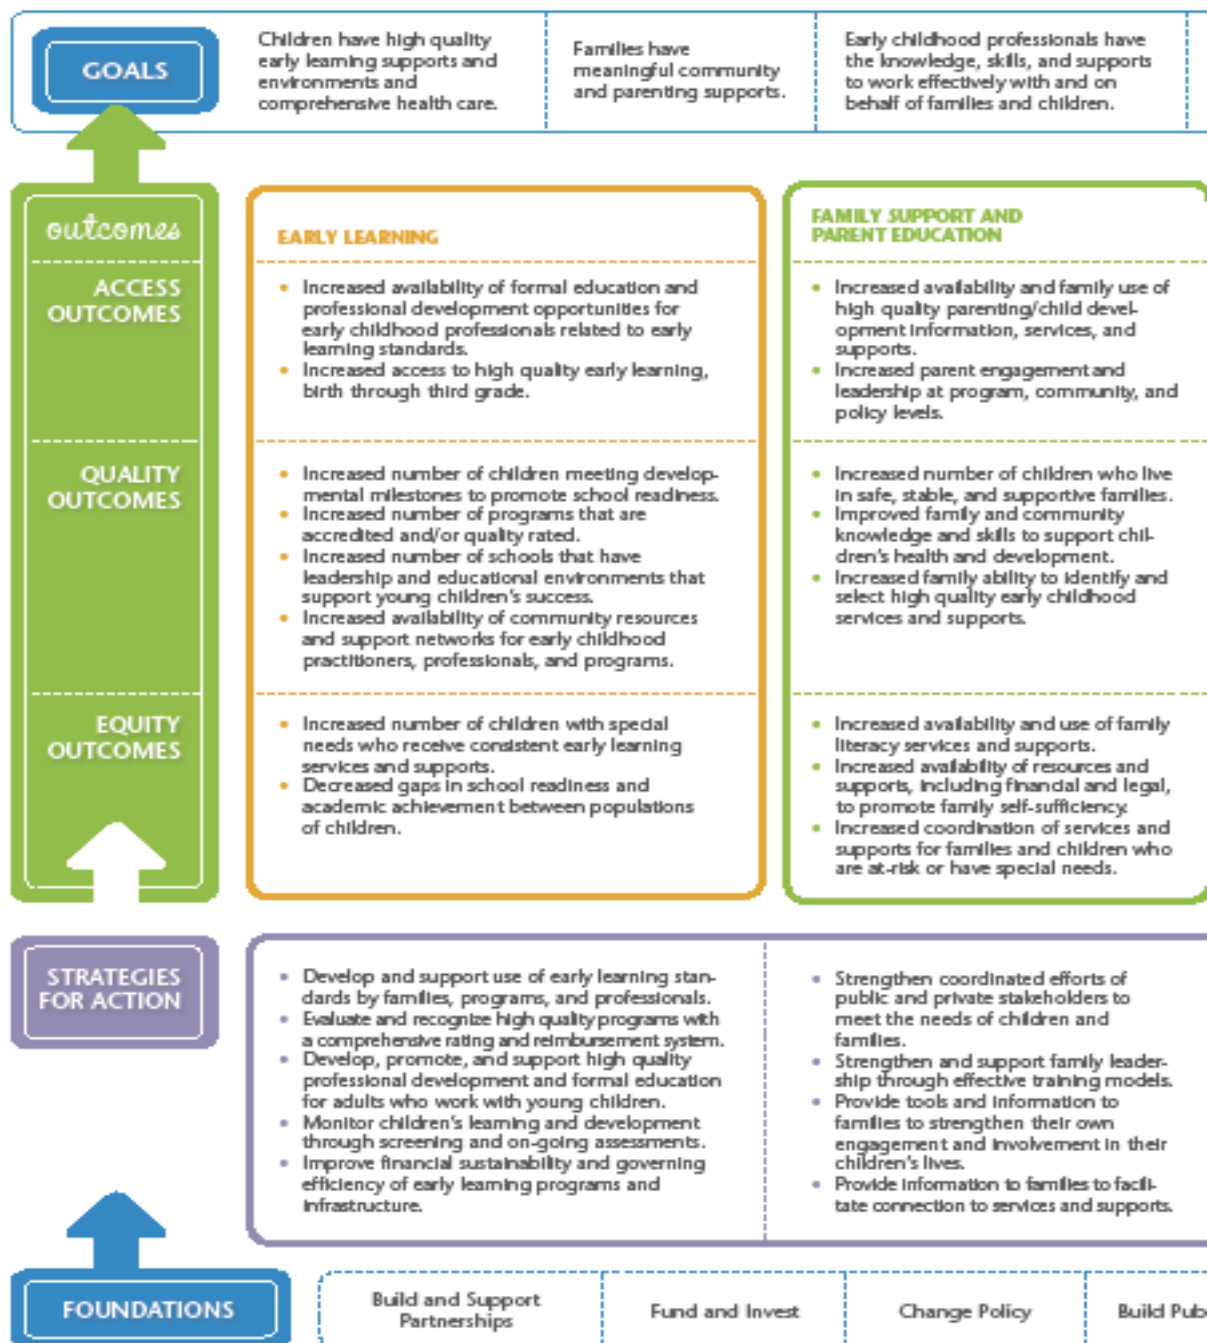 GOALS
Children have high quality
early learning supports and
environments and
comprehensive health care.
Families have
meaningful community
and parenting supports.
Early childhood professionals have
the knowledge, skills, and supports
to work effectively with and on
behalf of families and children.
outcomes
EARLY LEARNING
FAMILY SUPPORT AND
PARENT EDUCATION
ACCESS
OUTCOMES
• Increased availability of formal education and
professional development opportunities for
early childhood professionals related to early
learning standards.
• Increased access to high quality early learning,
birth through third grade.
• Increased availability and family use of
high quality parenting/child devel-
opment information, services, and
supports.
• Increased parent engagement and
leadership at program, community, and
policy levels.
QUALITY
OUTCOMES
• Increased number of children meeting develop-
mental milestones to promote school readiness.
• Increased number of programs that are
accredited and/or quality rated.
• Increased number of schools that have
leadership and educational environments that
support young children's success.
• Increased availability of community resources
and support networks for early childhood
practitioners, professionals, and programs.
• Increased number of children who live
in safe, stable, and supportive families.
• Improved family and community
knowledge and skills to support chil-
dren's health and development.
• Increased family ability to identify and
select high quality early childhood
services and supports.
EQUITY
OUTCOMES
• Increased number of children with special
needs who receive consistent early learning
services and supports.
• Decreased gaps in school readiness and
academic achievement between populations
of children.
• Increased availability and use of family
literacy services and supports.
• Increased availability of resources and
supports, including financial and legal,
to promote family self-sufficiency.
• Increased coordination of services and
supports for families and children who
are at-risk or have special needs.
STRATEGIES
FOR ACTION
• Develop and support use of early learning stan-
dards by families, programs, and professionals.
• Evaluate and recognize high quality programs with
a comprehensive rating and reimbursement system.
• Develop, promote, and support high quality
professional development and formal education
for adults who work with young children.
• Monitor children's learning and development
through screening and on-going assessments.
• Improve financial sustainability and governing
efficiency of early learning programs and
infrastructure.
• Strengthen coordinated efforts of
public and private stakeholders to
meet the needs of children and
families.
• Strengthen and support family leader-
ship through effective training models.
• Provide tools and information to
families to strengthen their own
engagement and involvement in their
children's lives.
• Provide information to families to facili-
tate connection to services and supports.
FOUNDATIONS
Build and Support
Partnerships
Fund and Invest
Change Policy
Build